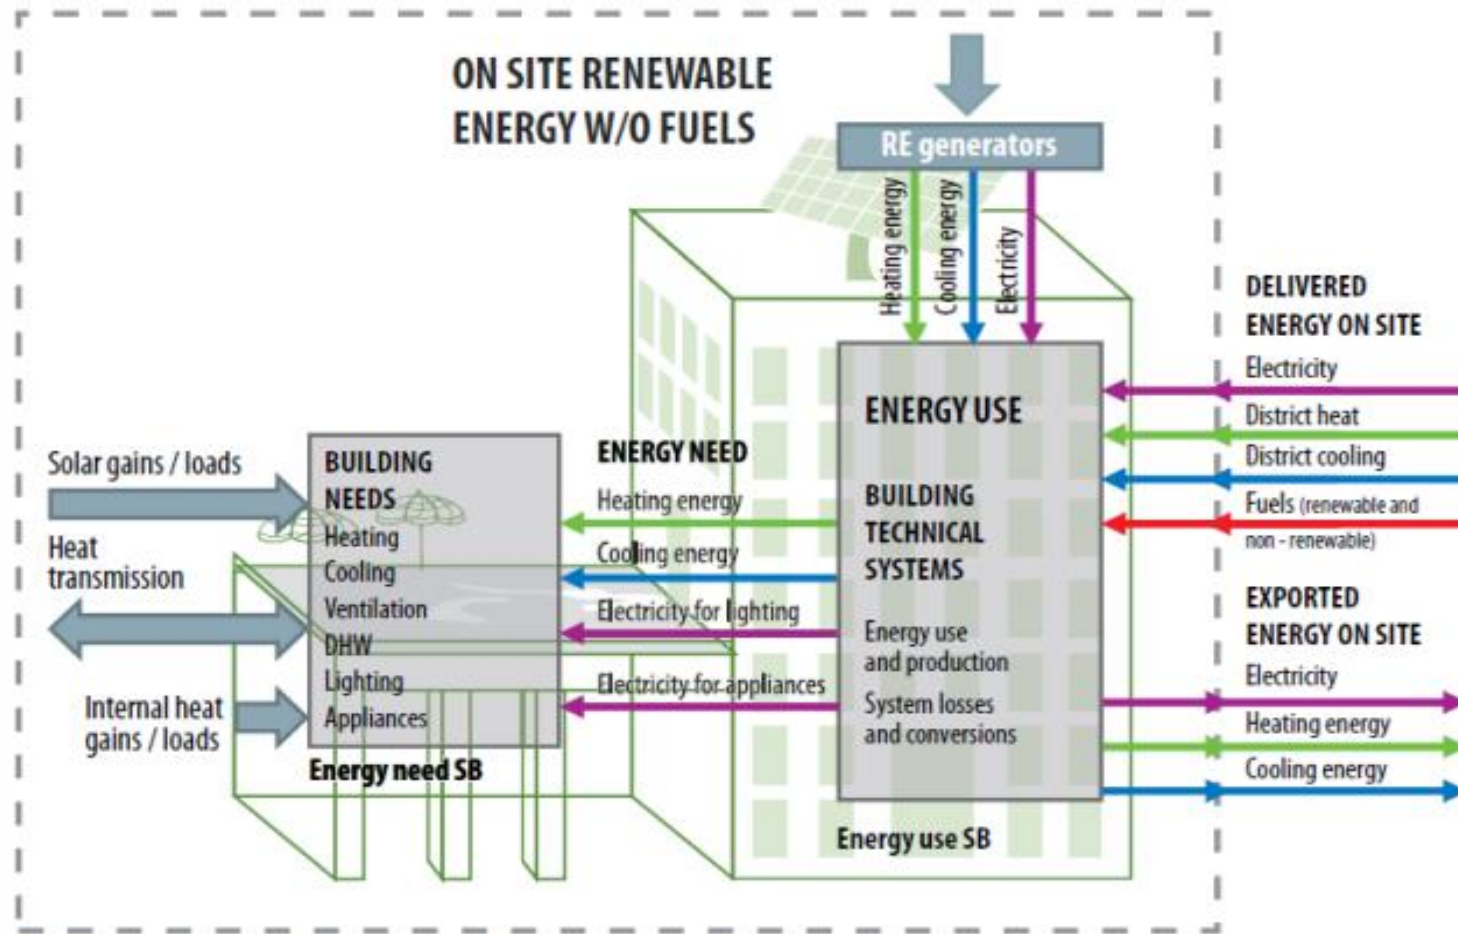 ON SITE RENEWABLE
ENERGY W/O FUELS
RE generators
Heating energy
Cooling energy
Electricity
DELIVERED
ENERGY ON SITE
Electricity
District heat
District cooling
Fuels (renewable and
non - renewable)
EXPORTED
ENERGY ON SITE
Electricity
Heating energy
Cooling energy
ENERGY USE
BUILDING
TECHNICAL
SYSTEMS
Energy use
and production
System losses
and conversions
Energy use SB
ENERGY NEED
Heating energy
Cooling energy
Electricity for lighting
Electricity for appliances
BUILDING
NEEDS
Heating
Cooling
Ventilation
DHW
Lighting
Appliances
Energy need SB
Solar gains / loads
Heat
transmission
Internal heat
gains / loads